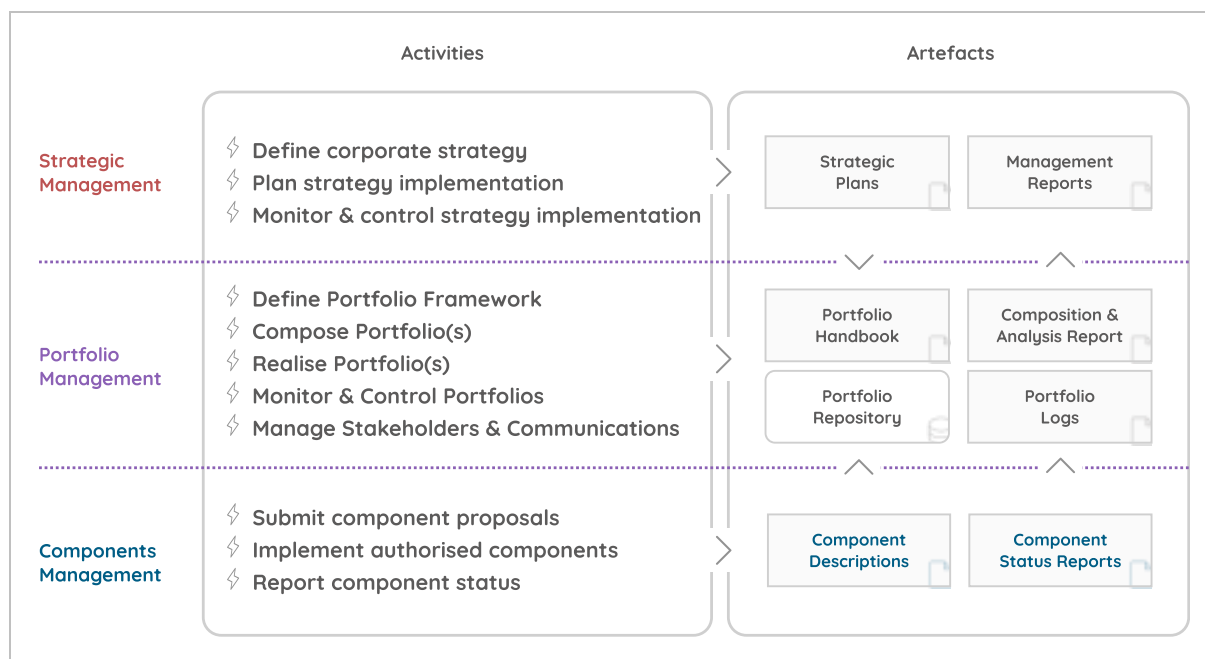 Activities
Artefacts
Strategic
Management
Define corporate strategy
Plan strategy implementation
Monitor & control strategy implementation
Strategic
Plans
Management
Reports
Portfolio
Management
Define Portfolio Framework
Compose Portfolio(s)
Realise Portfolio(s)
Monitor & Control Portfolios
Manage Stakeholders & Communications
Portfolio
Handbook
Composition &
Analysis Report
Portfolio
Repository
Portfolio
Logs
Components
Management
Submit component proposals
Implement authorised components
Report component status
Component
Descriptions
Component
Status Reports